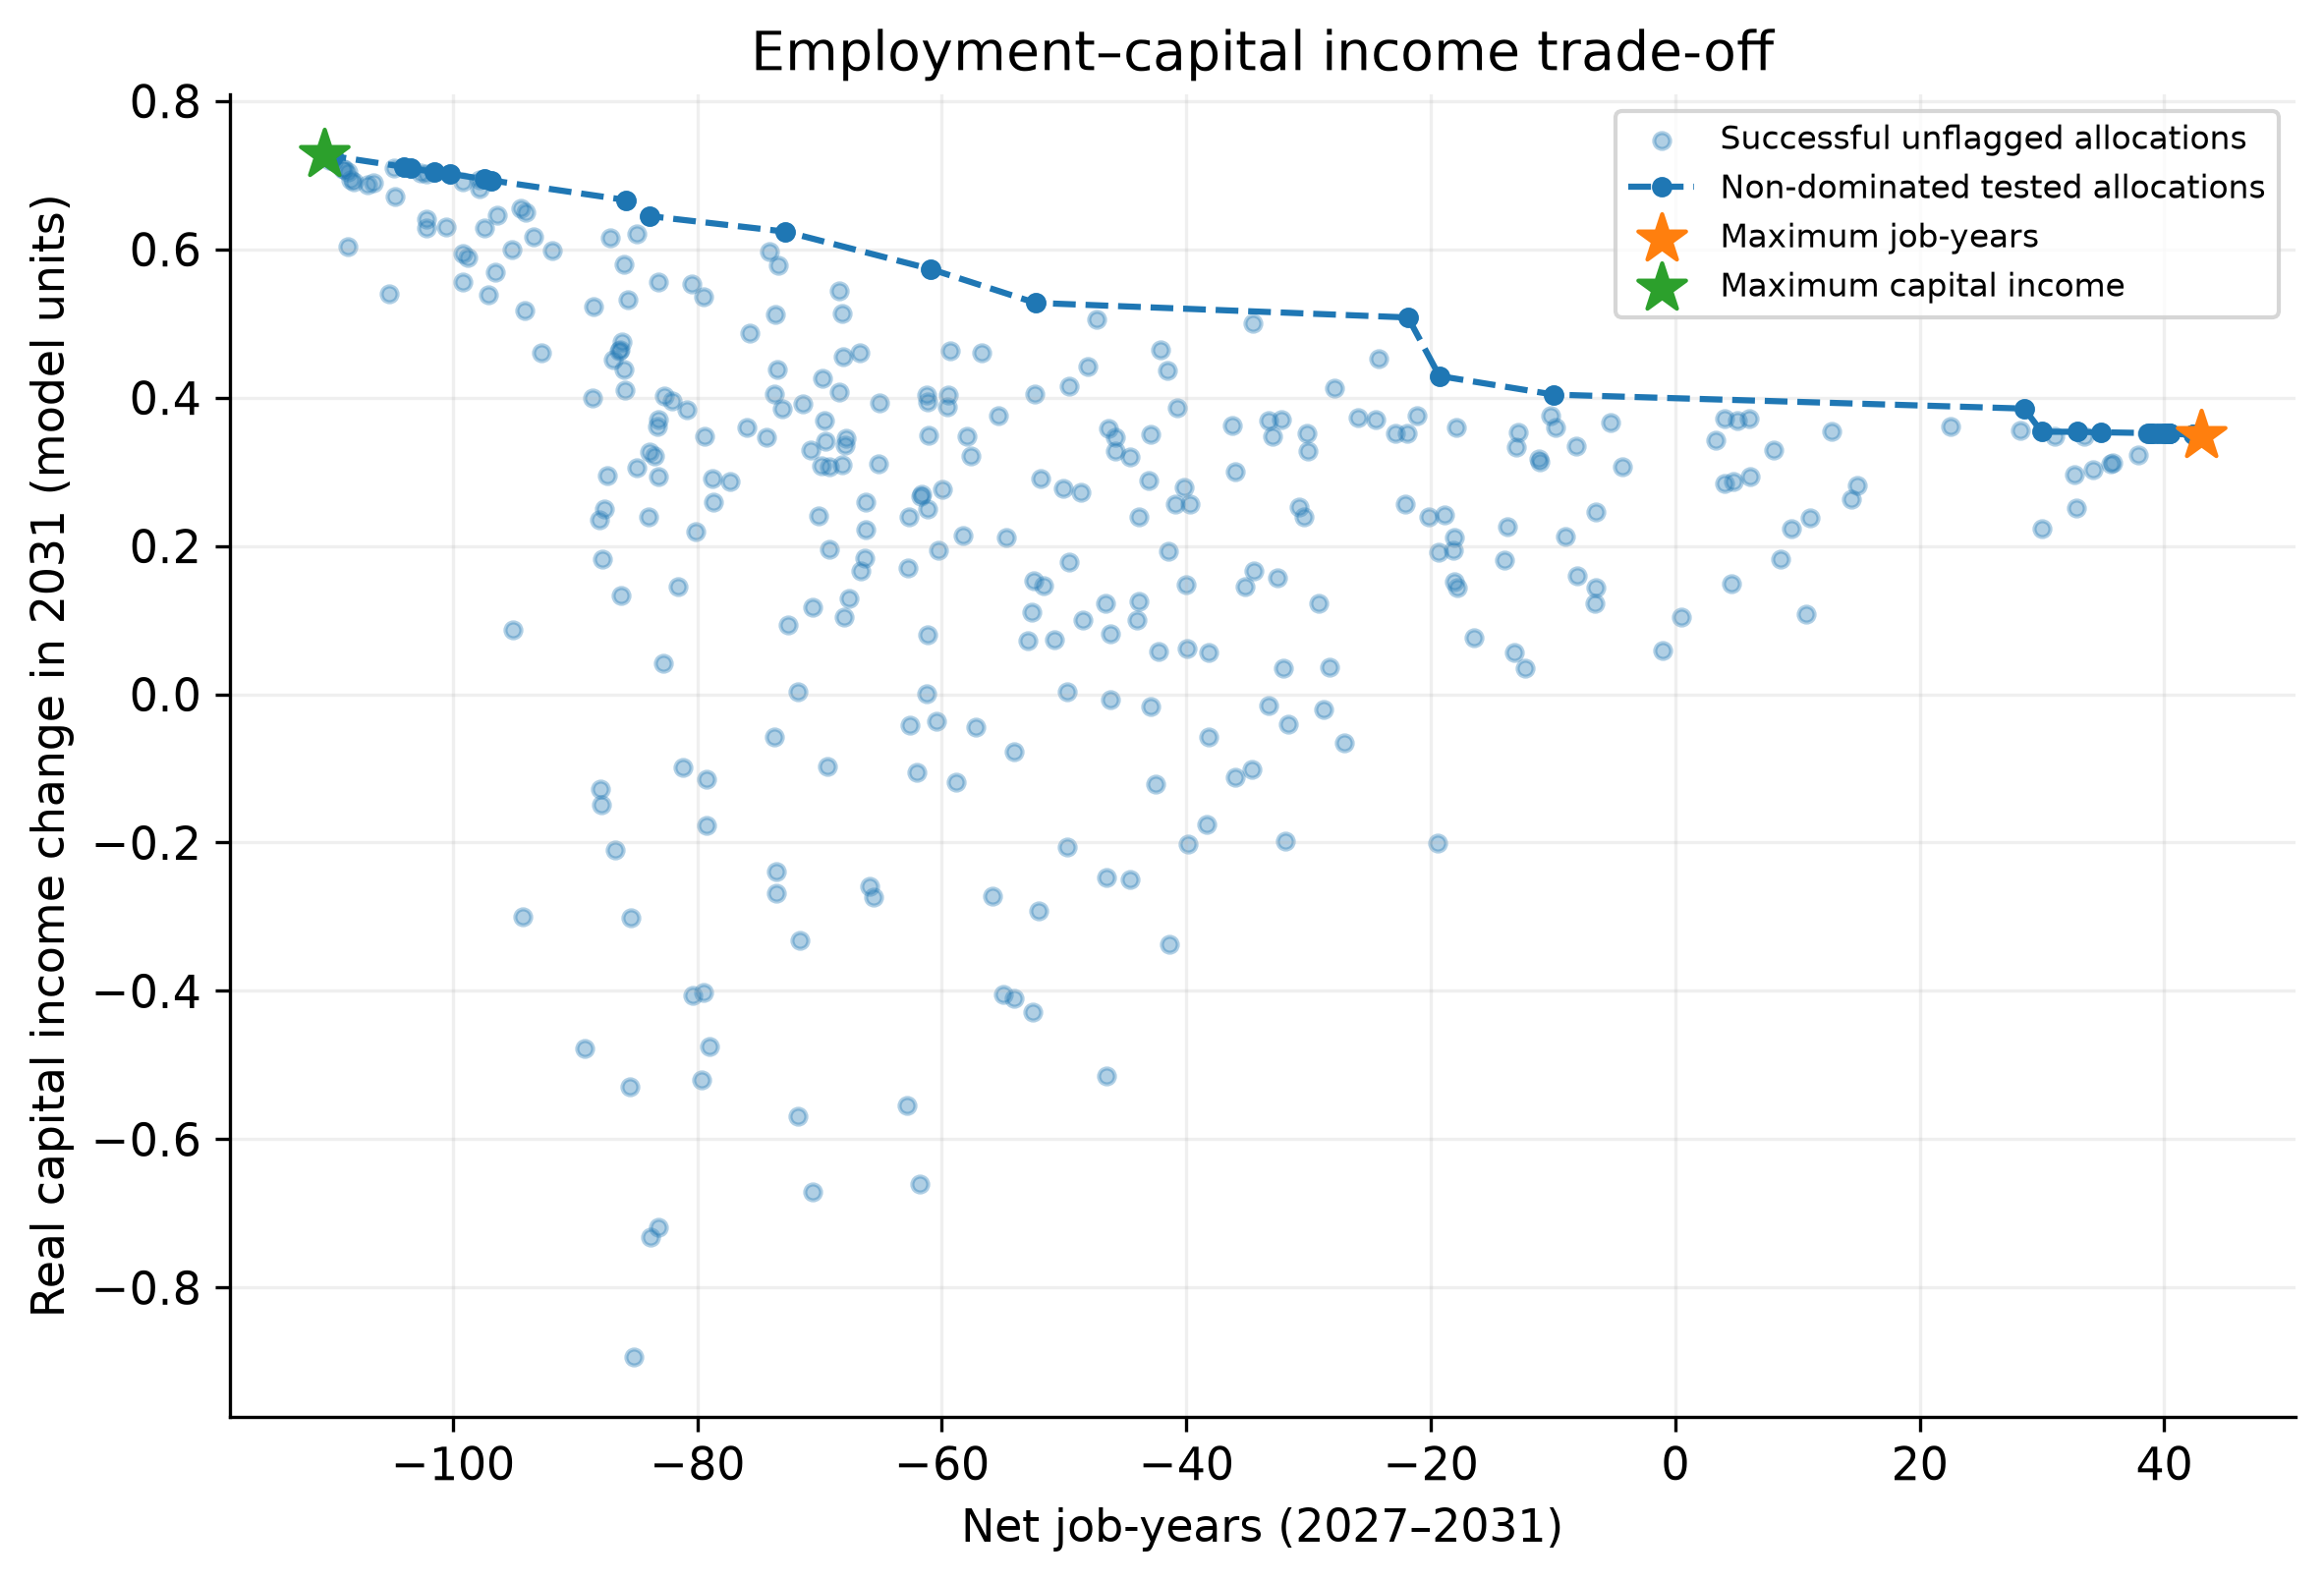 Employment–capital income trade-off
Real capital income change in 2031 (model units)
0.8
0.6
0.4
0.2
0.0
−0.2
−0.4
−0.6
−0.8
Successful unflagged allocations
Non-dominated tested allocations
Maximum job-years
Maximum capital income
−100
−80
−60
−40
−20
0
20
40
Net job-years (2027–2031)